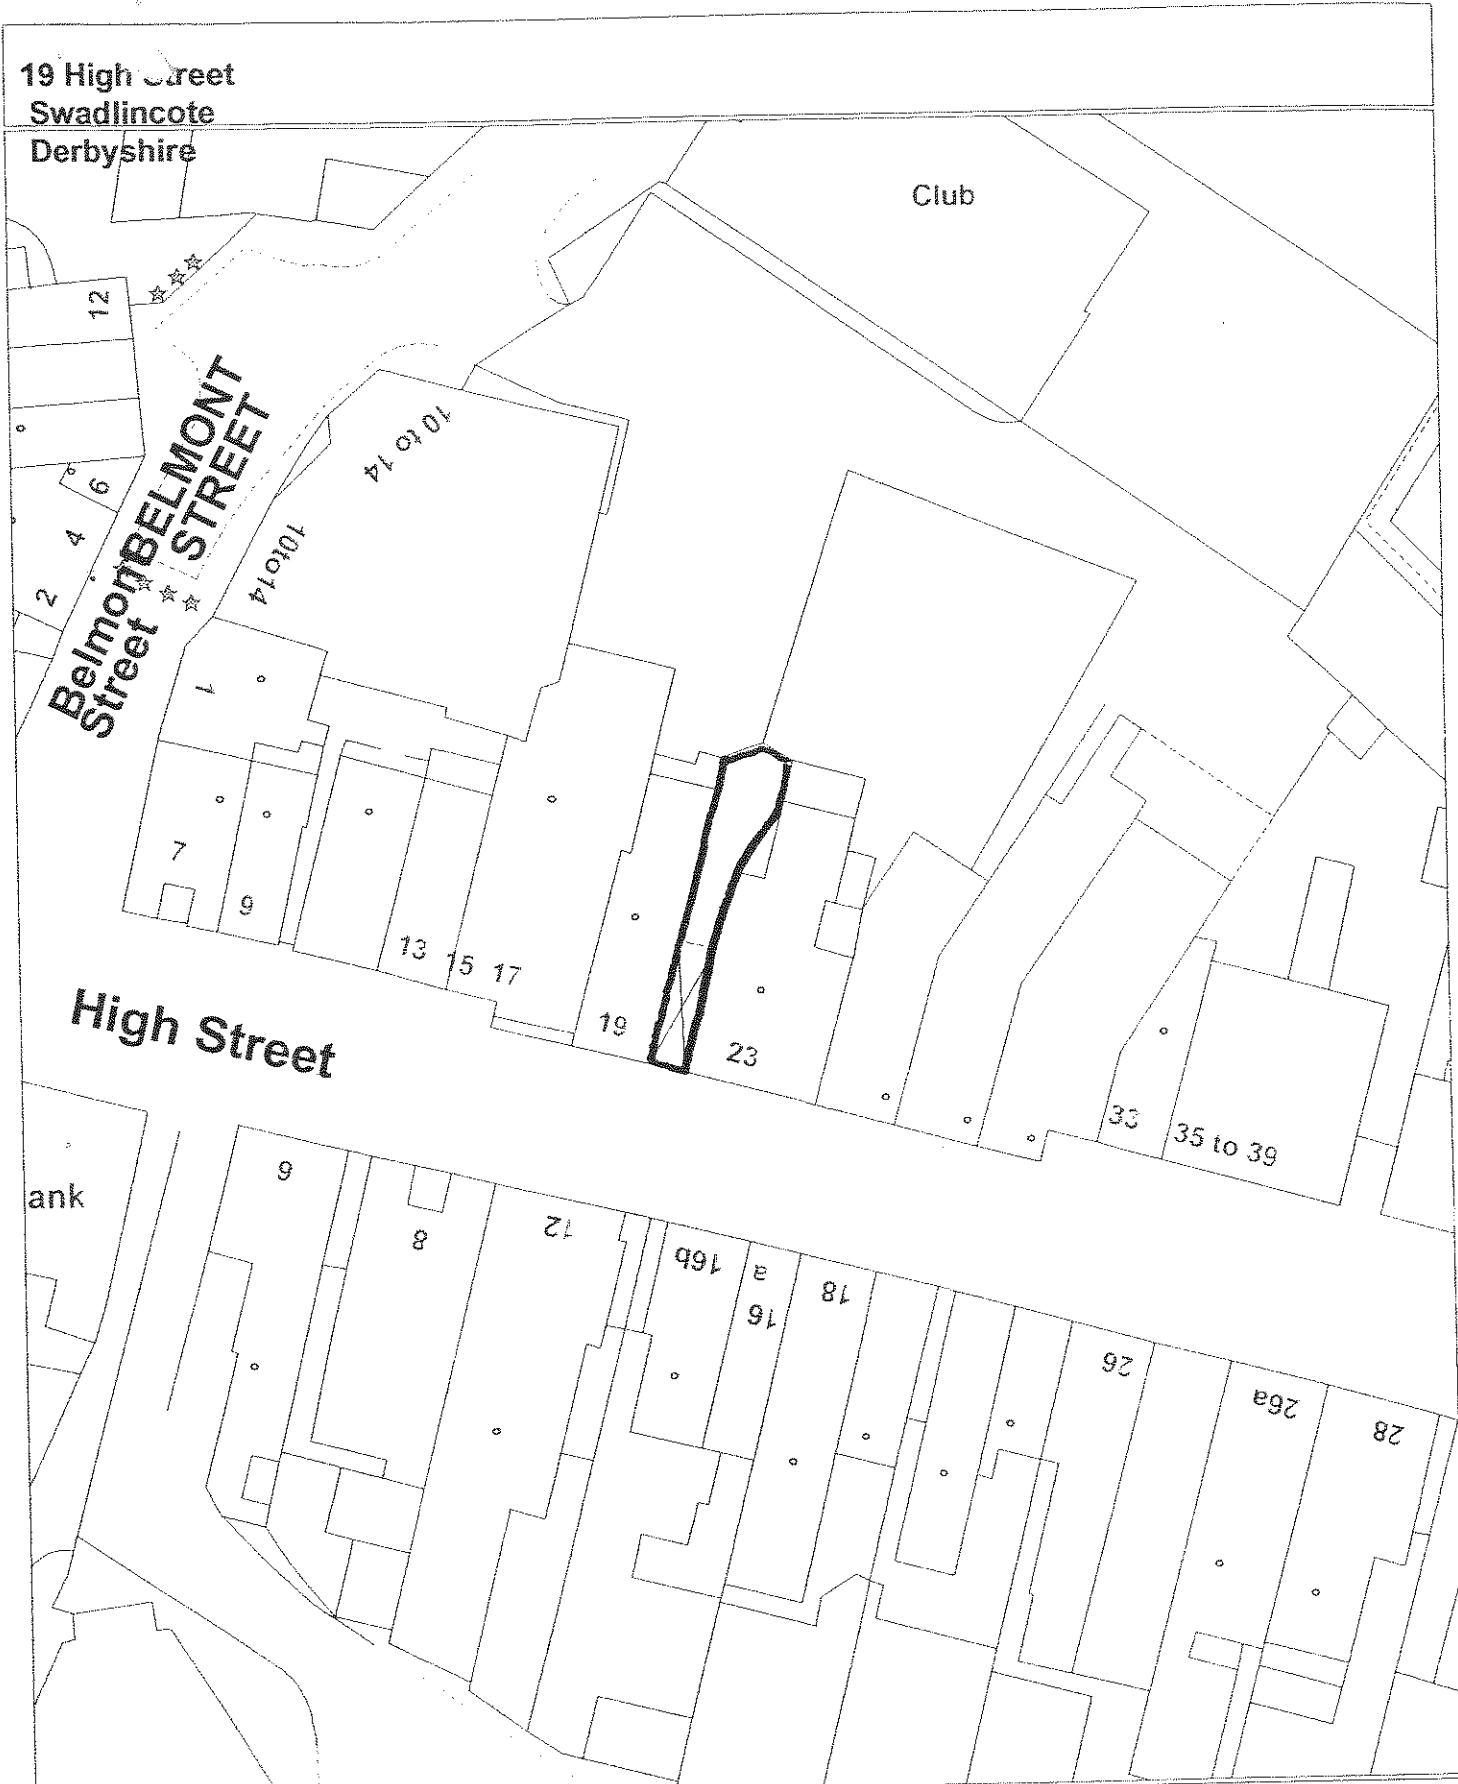 19 High Street
Swadlincote
Derbyshire
Club
12
BELMONT
STREET
10 to 14
10to14
6
4
2
Belmont
Street
1
7
9
13
15
17
19
23
33
35 to 39
High Street
ank
6
8
12
16b
a
16
18
26
26a
28